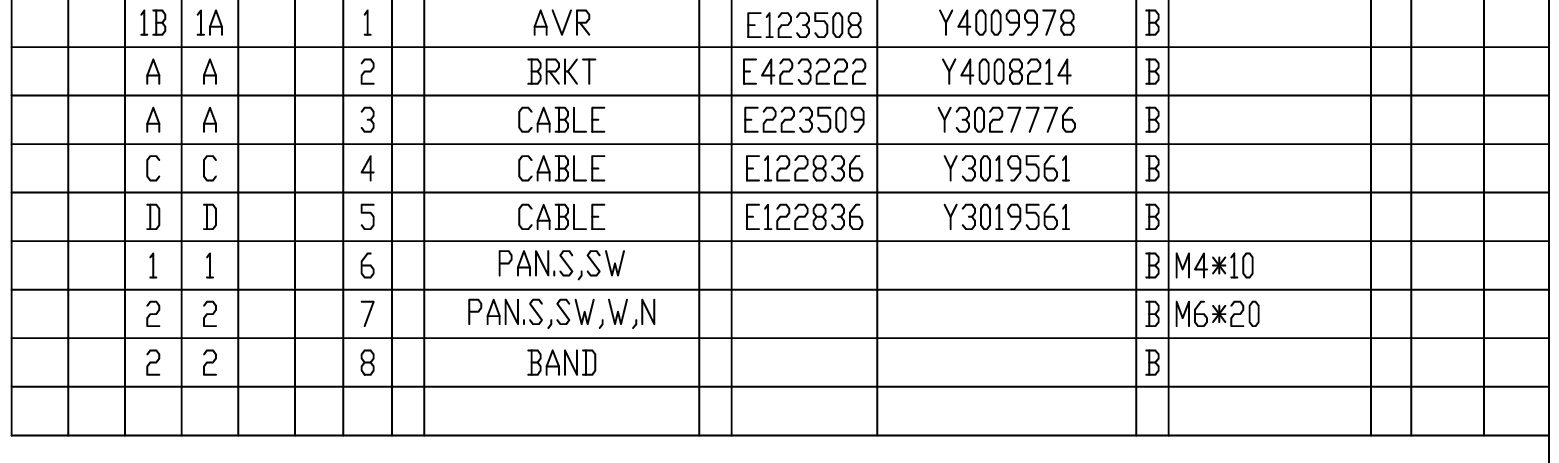 1B 1A 1 AVR E123508 Y4009978 B
A A 2 BRKT E423222 Y4008214 B
A A 3 CABLE E223509 Y3027776 B
C C 4 CABLE E122836 Y3019561 B
D D 5 CABLE E122836 Y3019561 B
1 1 6 PAN.S,SW B M4*10
2 2 7 PAN.S,SW,W,N B M6*20
2 2 8 BAND B